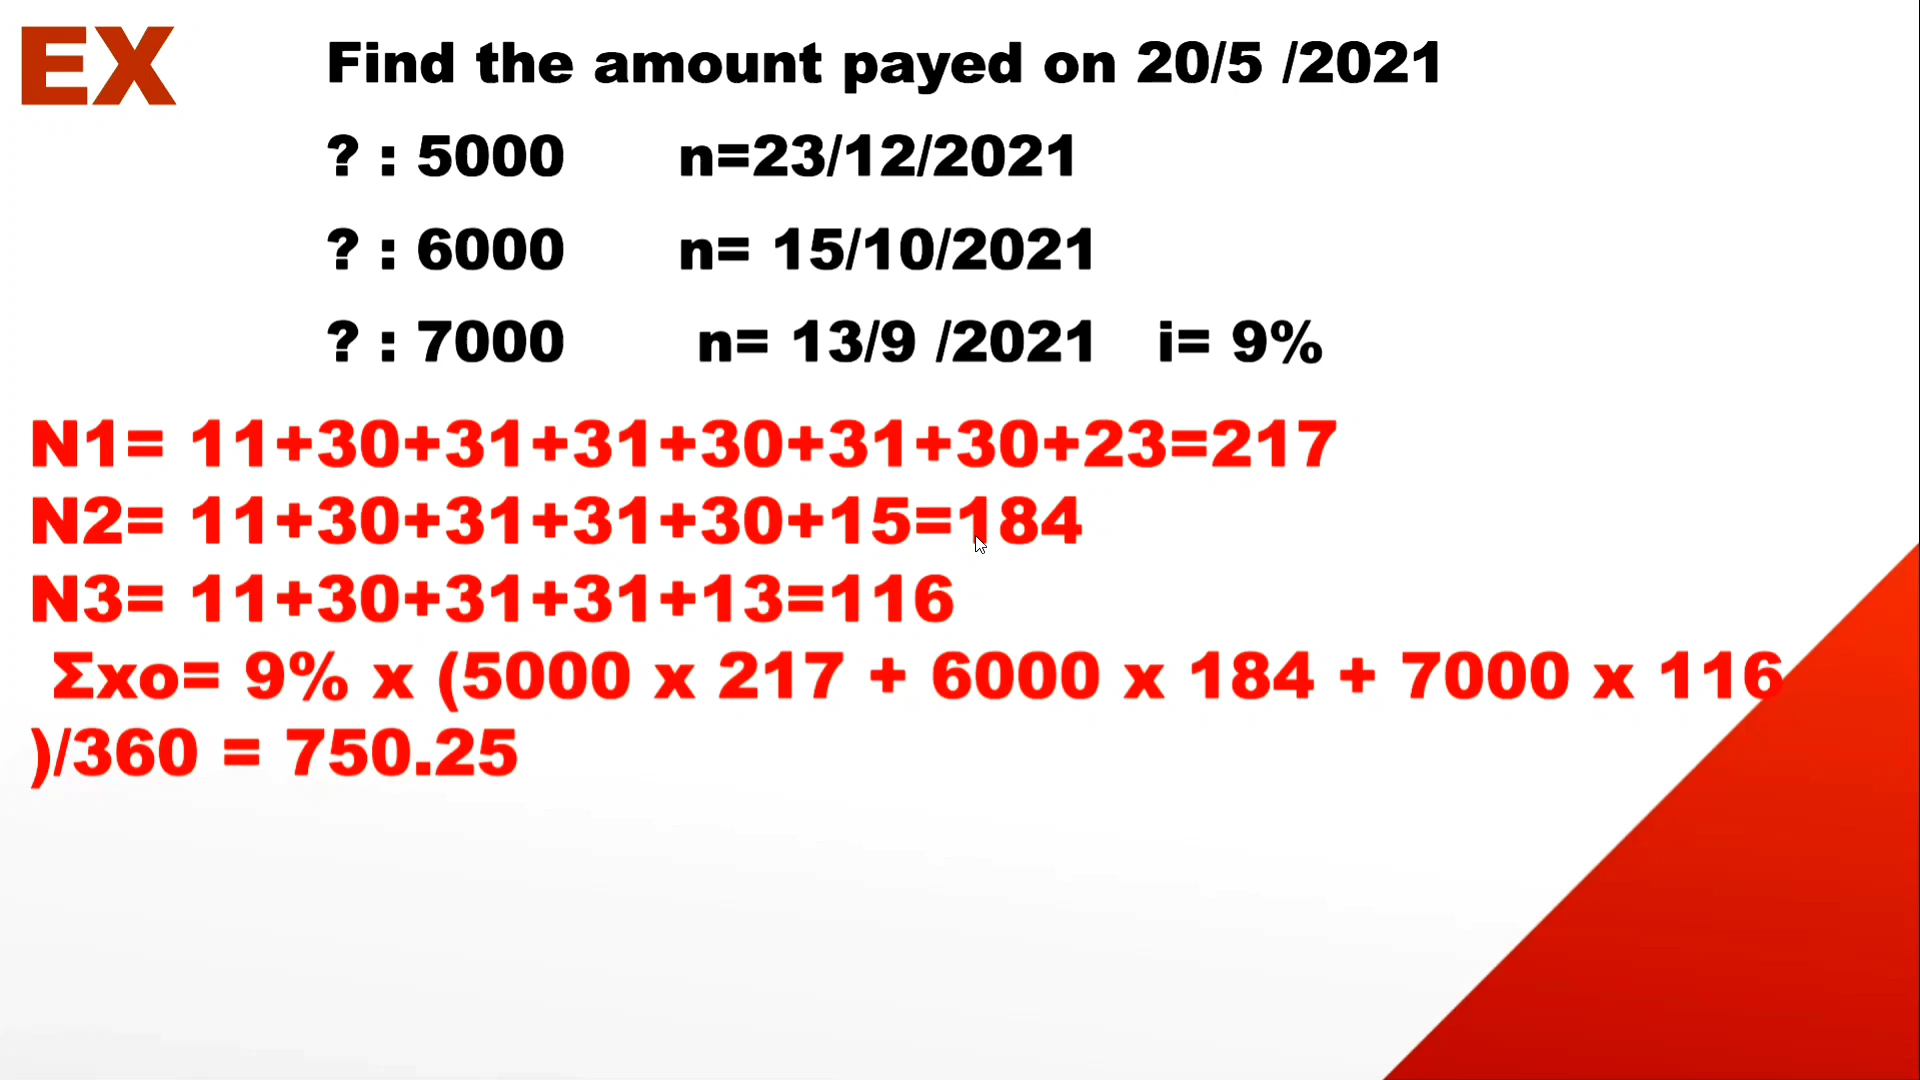 EX
Find the amount payed on 20/5 /2021
? : 5000 n=23/12/2021
? : 6000 n= 15/10/2021
? : 7000 n= 13/9 /2021 i= 9%
N1= 11+30+31+31+30+31+30+23=217
N2= 11+30+31+31+30+15=184
N3= 11+30+31+31+13=116
Σxo= 9% x (5000 x 217 + 6000 x 184 + 7000 x 116
)/360 = 750.25